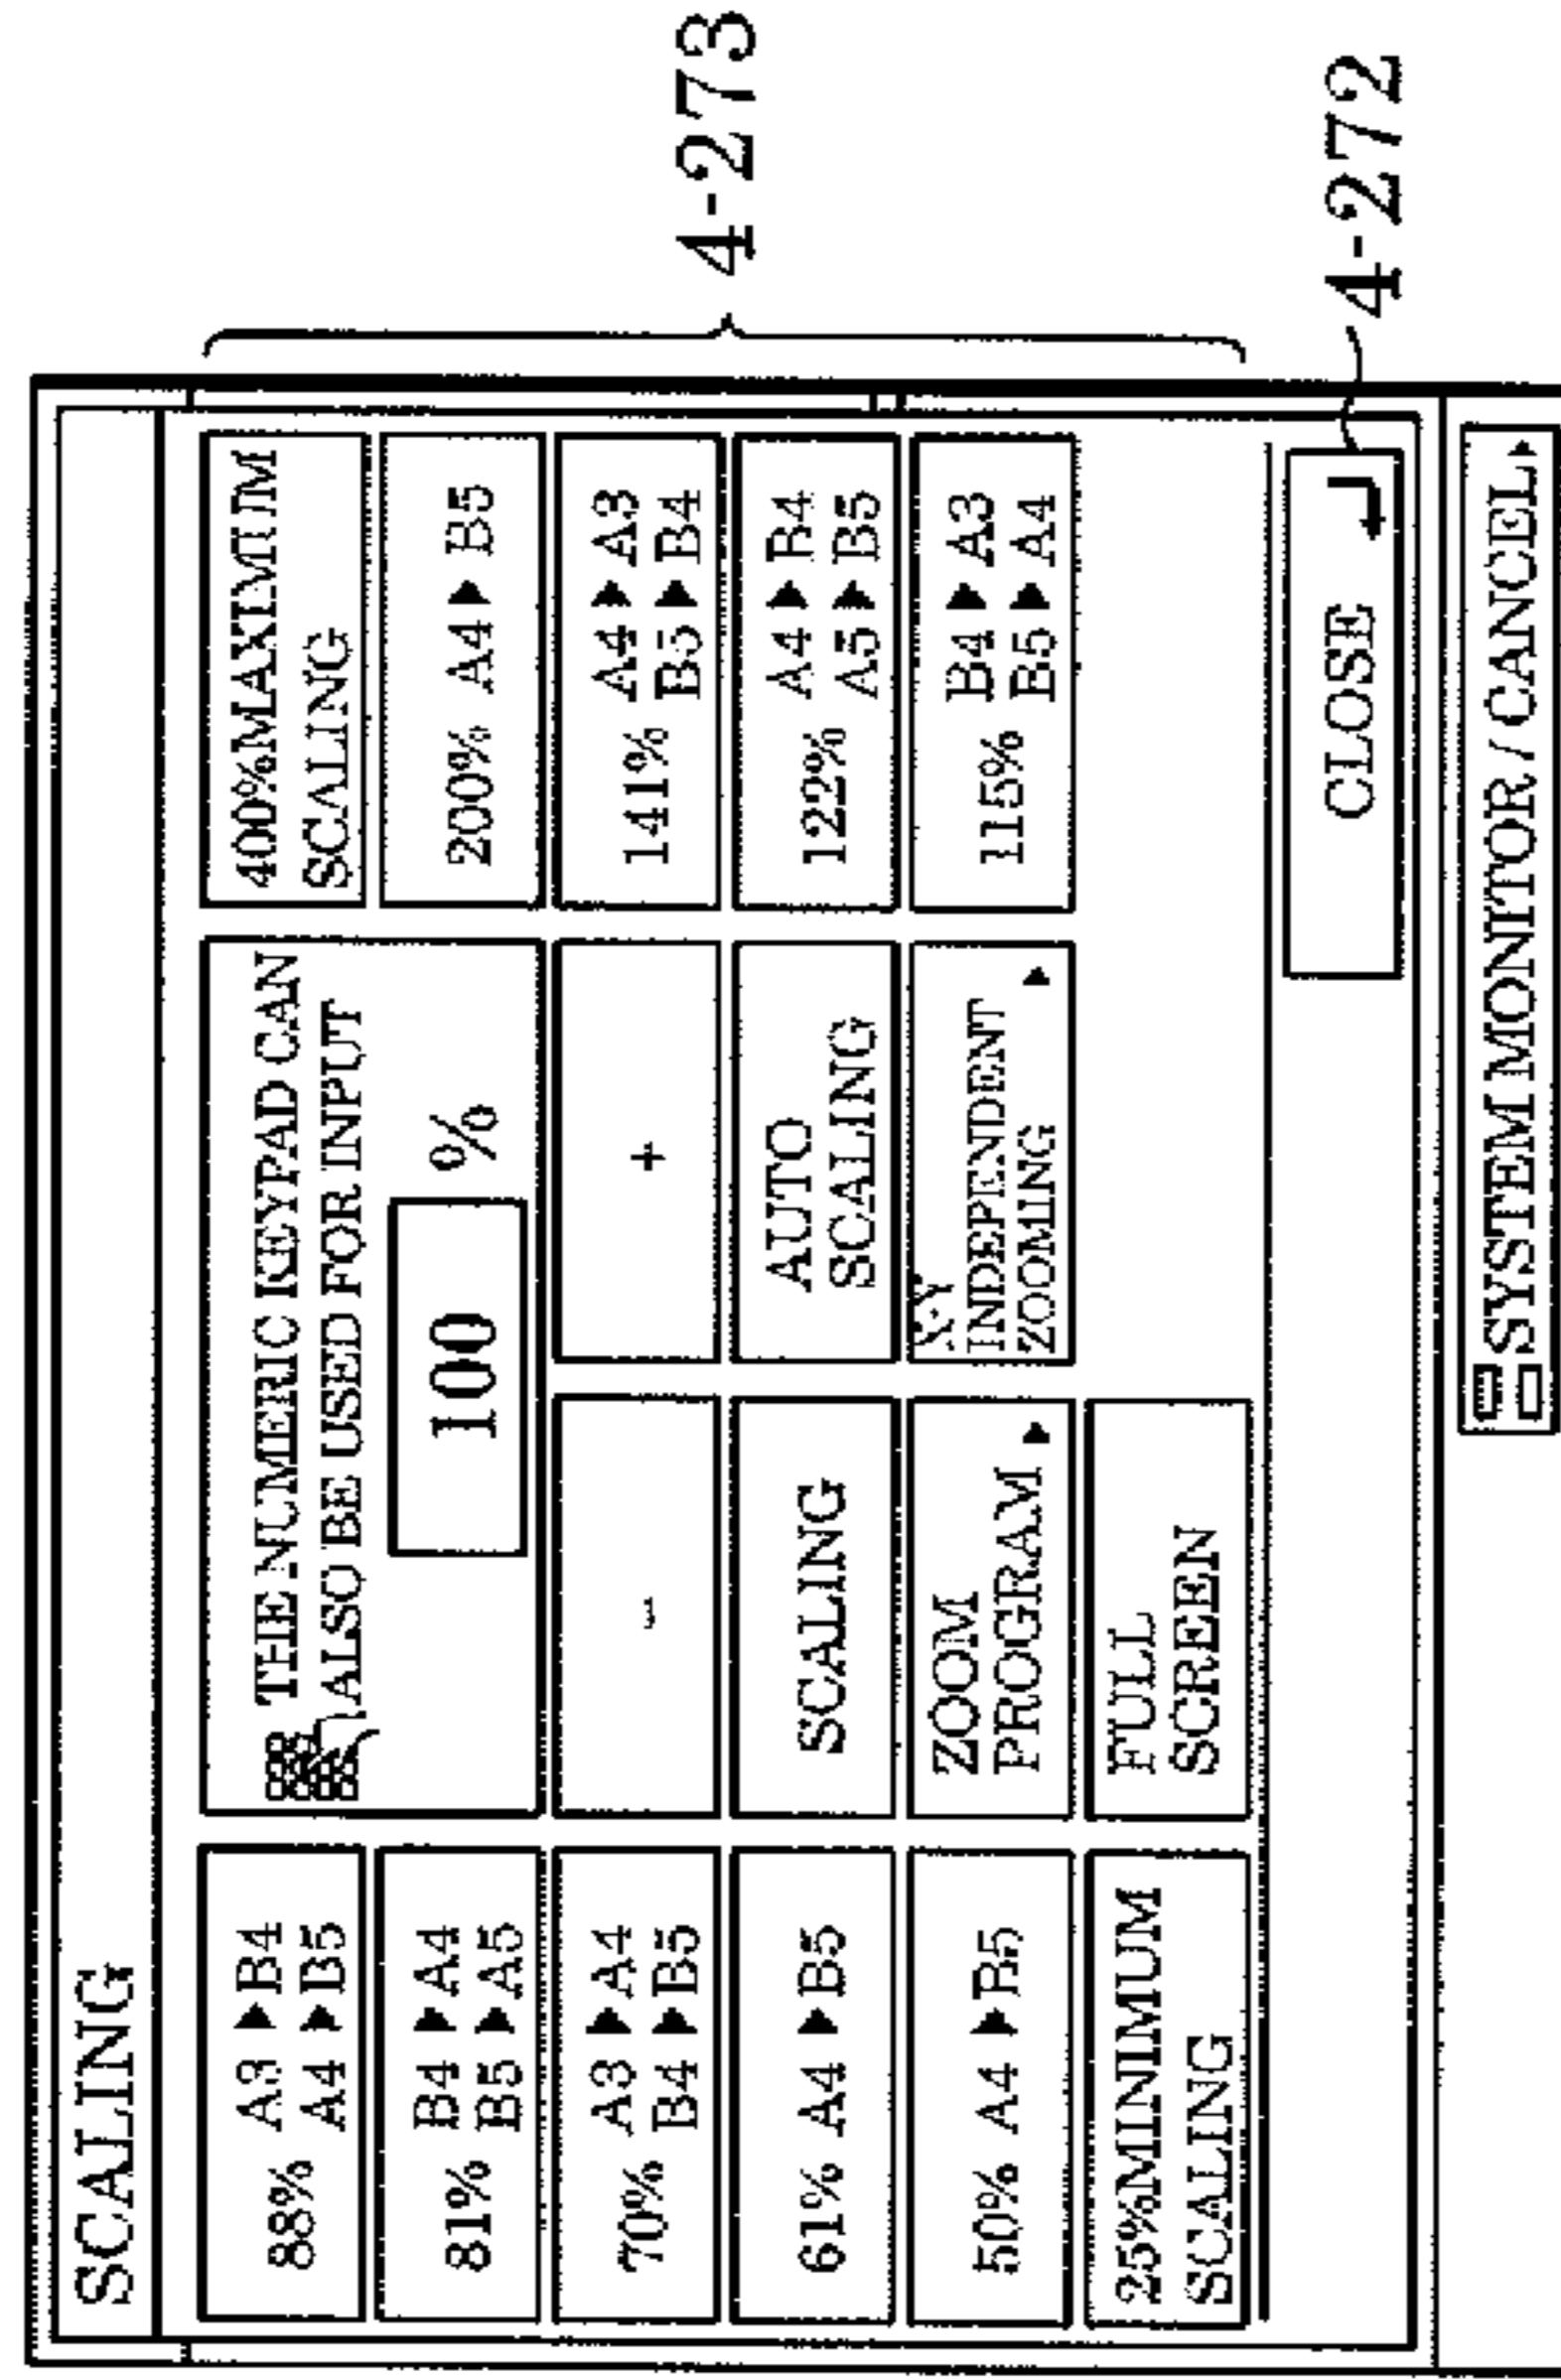 SCALING
88% A3 ▶ B4
A4 ▶ B5
81% B4 ▶ A4
B5 ▶ A5
70% A3 ▶ A4
B4 ▶ B5
61% A4 ▶ B5
50% A4 ▶ B5
25%MINIMUM
SCALING
THE NUMERIC KEYPAD CAN
ALSO BE USED FOR INPUT
100 %
-
+
SCALING
AUTO
SCALING
ZOOM
PROGRAM
X-Y
INDEPENDENT
ZOOMING
FULL
SCREEN
400%MAXIMUM
SCALING
200% A4 ▶ B5
141% A4 ▶ A3
B5 ▶ B4
122% A4 ▶ B4
A5 ▶ B5
115% B4 ▶ A3
B5 ▶ A4
4-273
CLOSE
4-272
SYSTEM MONITOR / CANCEL